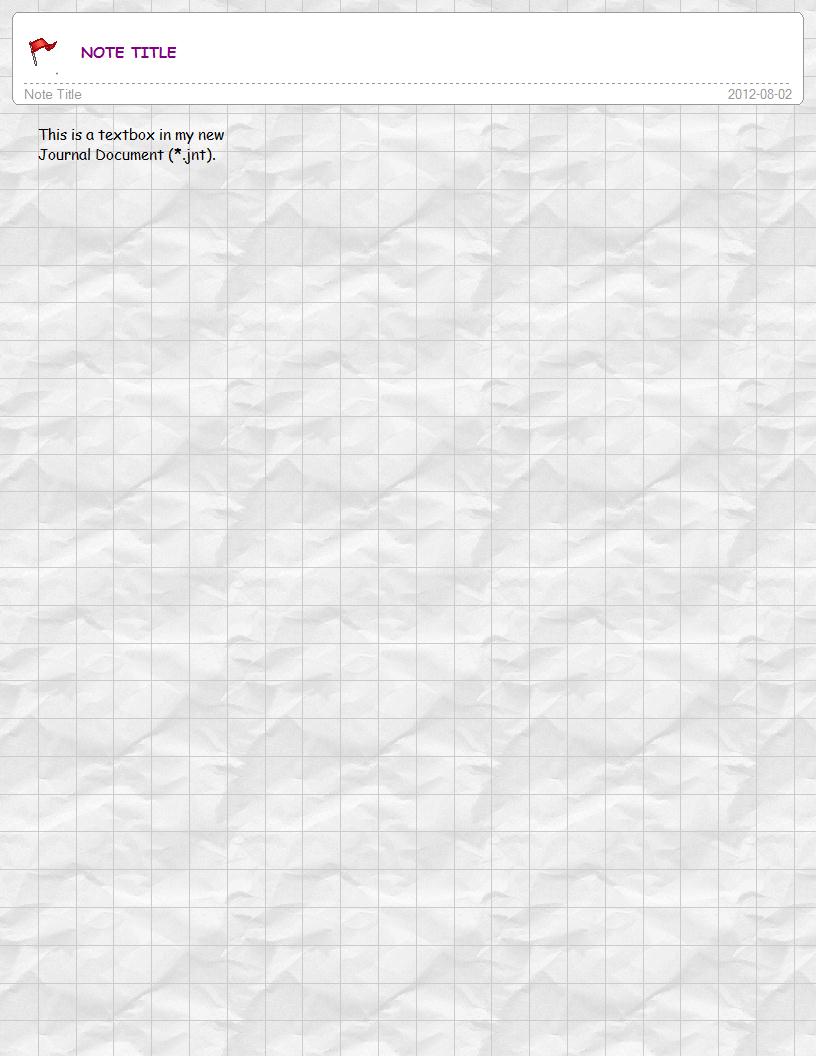 NOTE TITLE
Note Title 2012-08-02
This is a textbox in my new
Journal Document (*.jnt).